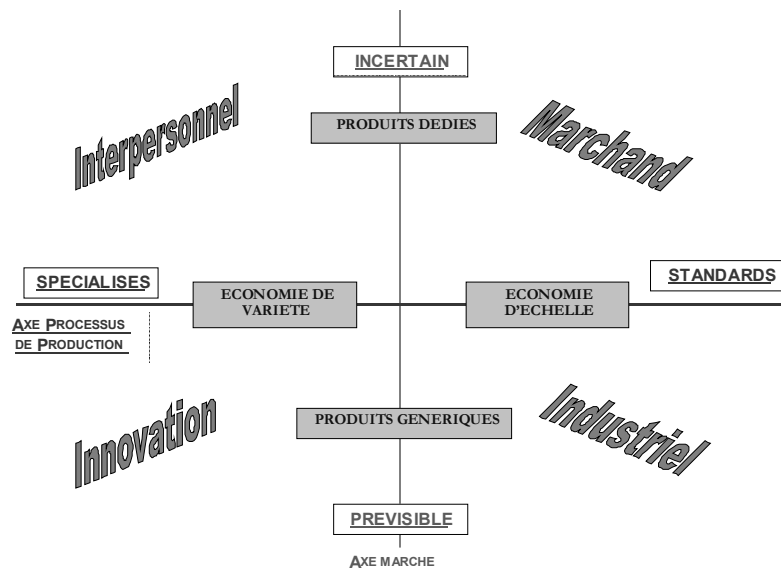 INCERTAIN
PRODUITS DEDIES
Interpersonnel
Marchand
SPECIALISES
STANDARDS
ECONOMIE DE
VARIETE
ECONOMIE
D'ECHELLE
AXE PROCESSUS
DE PRODUCTION
Innovation
PRODUITS GENERIQUES
Industriel
PREVISIBLE
AXE MARCHE